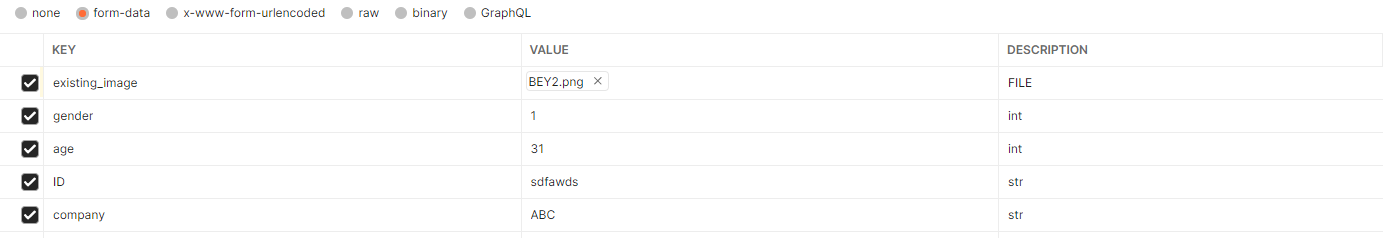 none form-data x-www-form-urlencoded raw binary GraphQL
KEY VALUE DESCRIPTION
existing_image BEY2.png FILE
gender 1 int
age 31 int
ID sdfawds str
company ABC str